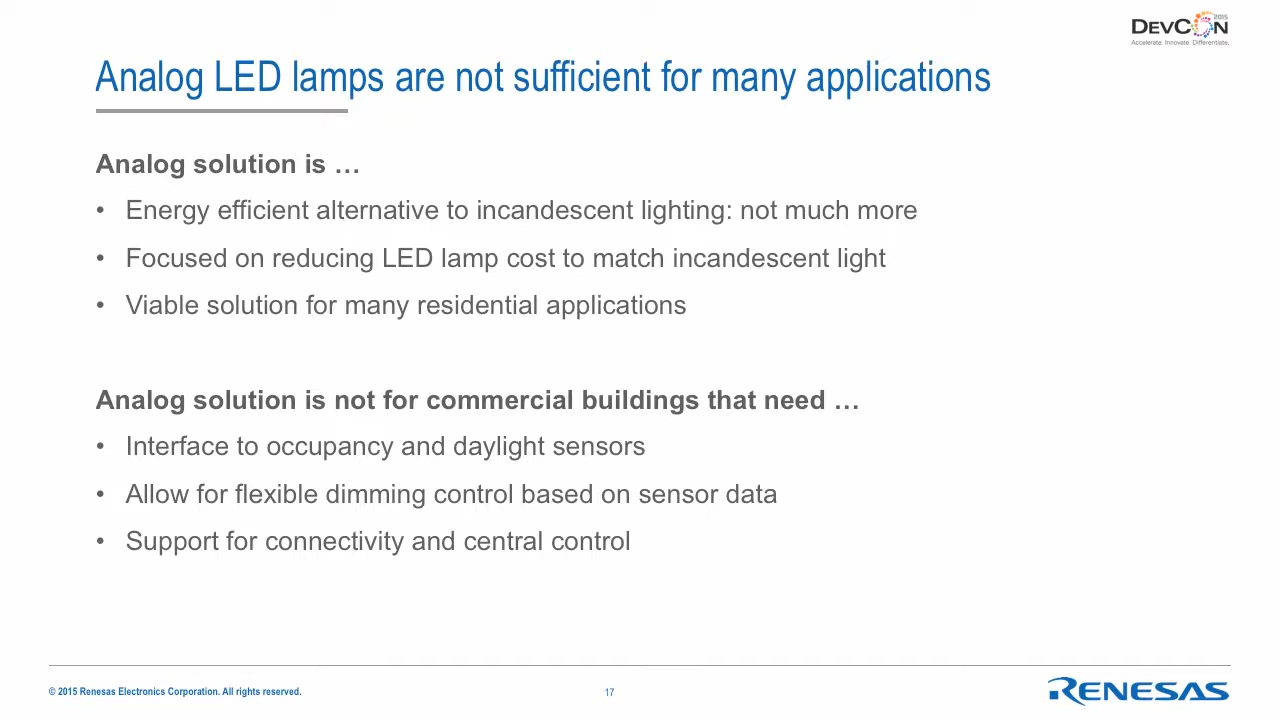 DEVCON 2015
Accelerate. Innovate. Differentiate.
Analog LED lamps are not sufficient for many applications
Analog solution is …
• Energy efficient alternative to incandescent lighting: not much more
• Focused on reducing LED lamp cost to match incandescent light
• Viable solution for many residential applications
Analog solution is not for commercial buildings that need …
• Interface to occupancy and daylight sensors
• Allow for flexible dimming control based on sensor data
• Support for connectivity and central control
© 2015 Renesas Electronics Corporation. All rights reserved.
17
RENESAS